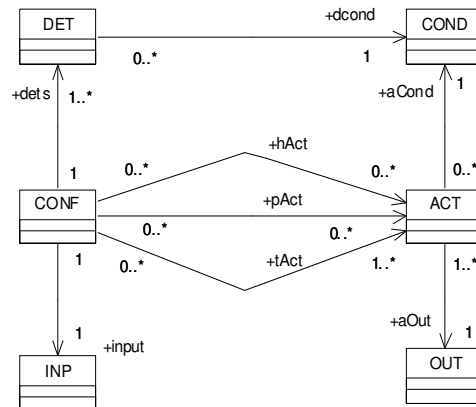 DET
+dcond
COND
0..*
1
+dets
1..*
+aCond
1
1
0..*
+hAct
0..*
0..*
CONF
+pAct
ACT
0..*
0..*
1
0..*
+tAct
1..*
1..*
1
+input
+aOut
1
INP
OUT